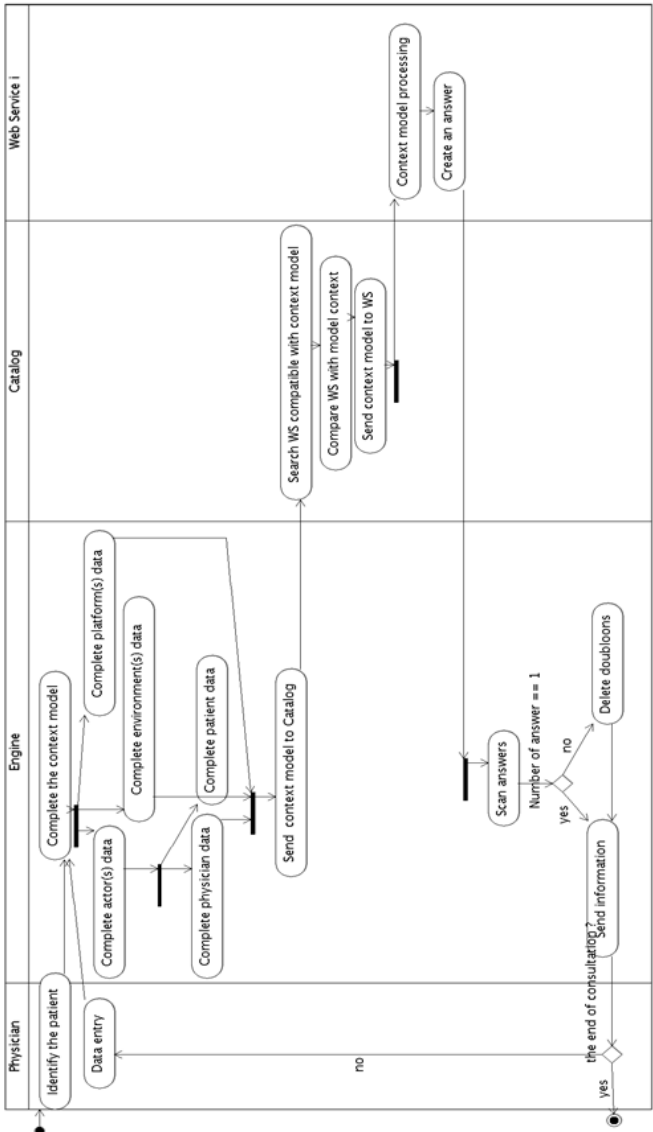 Physician
Engine
Catalog
Web Service i
Identify the patient
Data entry
Complete the context model
Complete platform(s) data
Complete actor(s) data
Complete environment(s) data
Complete physician data
Complete patient data
Send context model to Catalog
Search WS compatible with context model
Compare WS with model context
Send context model to WS
Context model processing
Create an answer
Scan answers
Number of answer == 1
yes
no
Delete doubloons
Send information
the end of consultation ?
no
yes